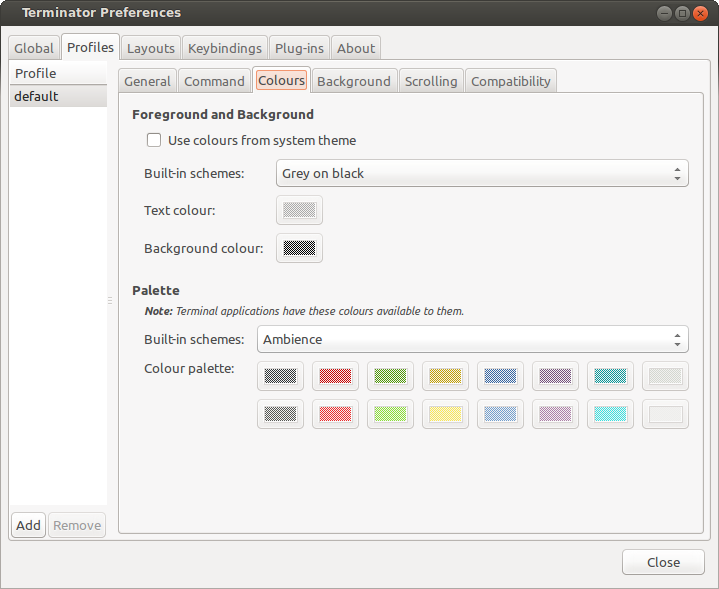 Terminator Preferences
Global Profiles Layouts Keybindings Plug-ins About
Profile
default
General Command Colours Background Scrolling Compatibility
Foreground and Background
Use colours from system theme
Built-in schemes: Grey on black
Text colour:
Background colour:
Palette
Note: Terminal applications have these colours available to them.
Built-in schemes: Ambience
Colour palette:
Add Remove
Close